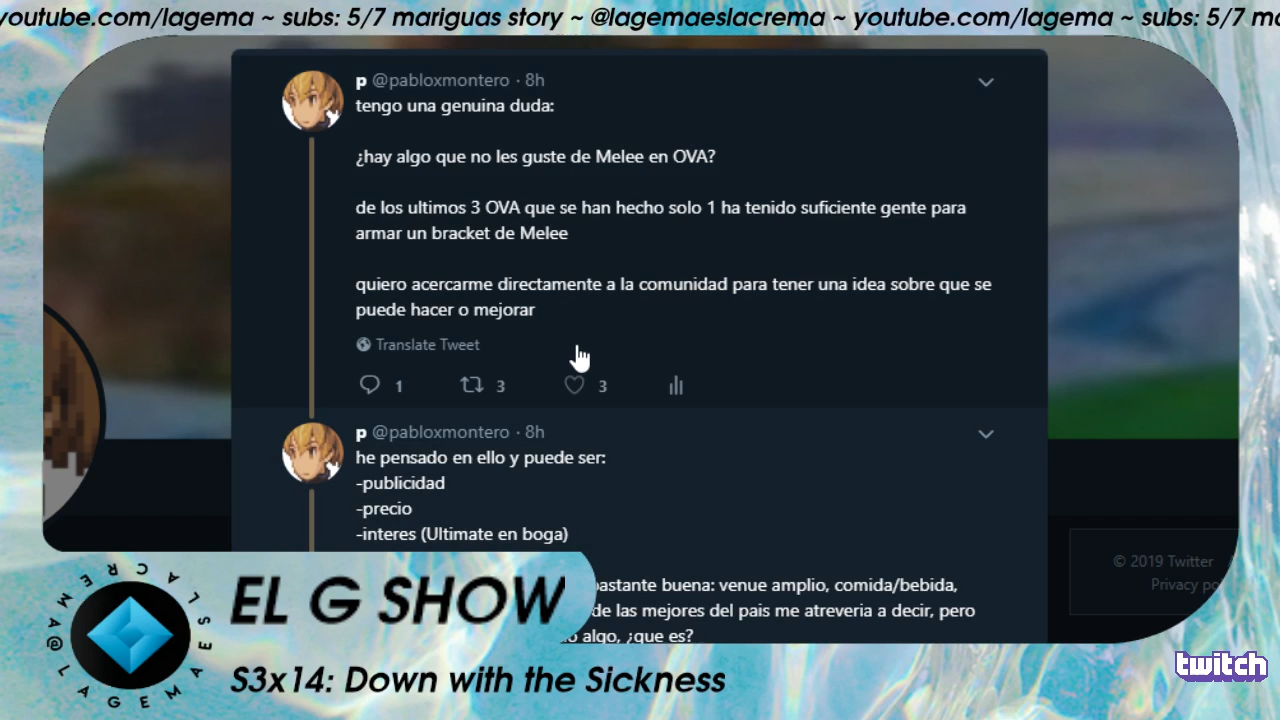 youtube.com/lagema ~ subs: 5/7 mariguas story ~ @lagemaeslacrema ~ youtube.com/lagema ~ subs: 5/7
p @pabloxmontero · 8h
tengo una genuina duda:
¿hay algo que no les guste de Melee en OVA?
de los ultimos 3 OVA que se han hecho solo 1 ha tenido suficiente gente para
armar un bracket de Melee
quiero acercarme directamente a la comunidad para tener una idea sobre que se
puede hacer o mejorar
Translate Tweet
1 3 3
p @pabloxmontero · 8h
he pensado en ello y puede ser:
-publicidad
-precio
-interes (Ultimate en boga)
bastante buena: venue amplio, comida/bebida,
de las mejores del pais me atreveria a decir, pero
algo, ¿que es?
© 2019 Twitter
Privacy
@LAGEMAESLACREMA
EL G SHOW
S3x14: Down with the Sickness
twitch